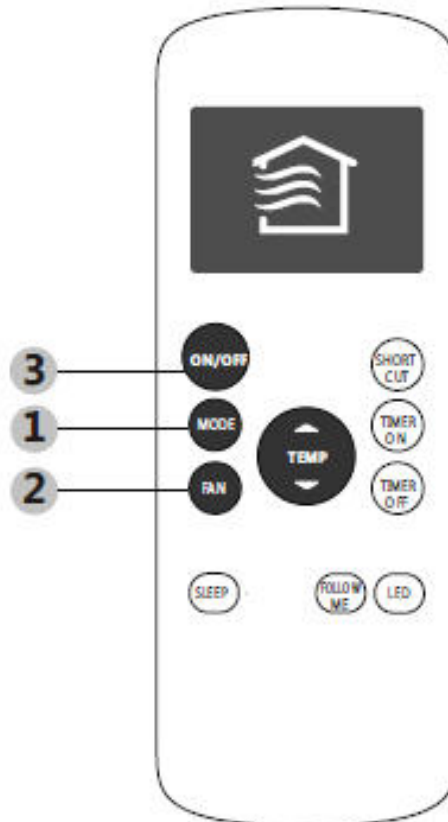 3
ON/OFF
SHORT
CUT
1
MODE
TIMER
ON
TEMP
2
FAN
TIMER
OFF
SLEEP
FOLLOW
ME
LED